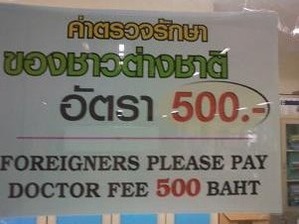 ค่าตรวจรักษา
ของชาวต่างชาติ
อัตรา 500.-
FOREIGNERS PLEASE PAY
DOCTOR FEE 500 BAHT